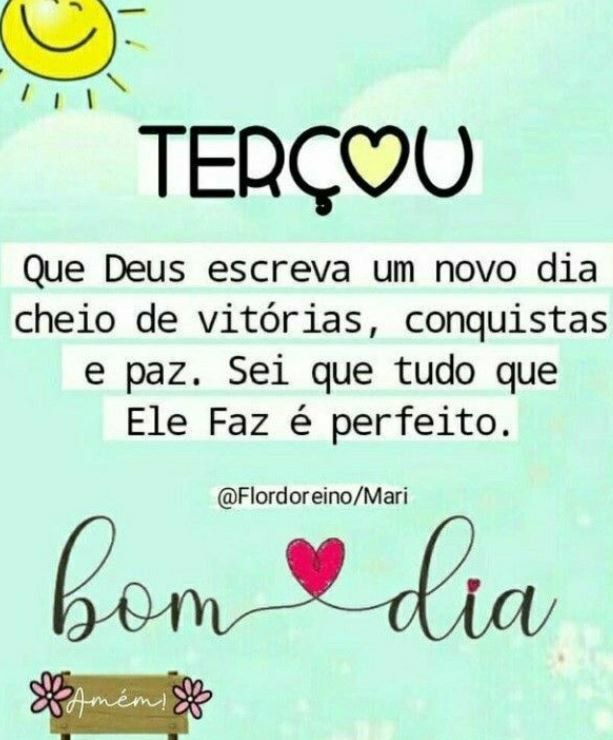 TERÇOU
Que Deus escreva um novo dia
cheio de vitórias, conquistas
e paz. Sei que tudo que
Ele Faz é perfeito.
@Flordoreino/Mari
bom dia
Amém!